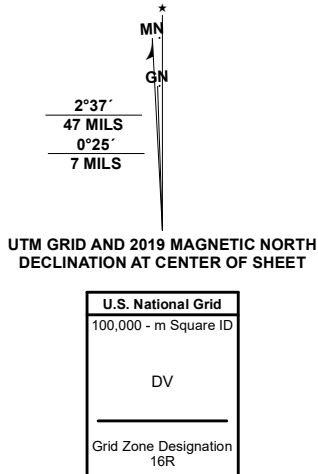 ★
MN
GN
2°37´
47 MILS
0°25´
7 MILS
UTM GRID AND 2019 MAGNETIC NORTH
DECLINATION AT CENTER OF SHEET
U.S. National Grid
100,000 - m Square ID
DV
Grid Zone Designation
16R